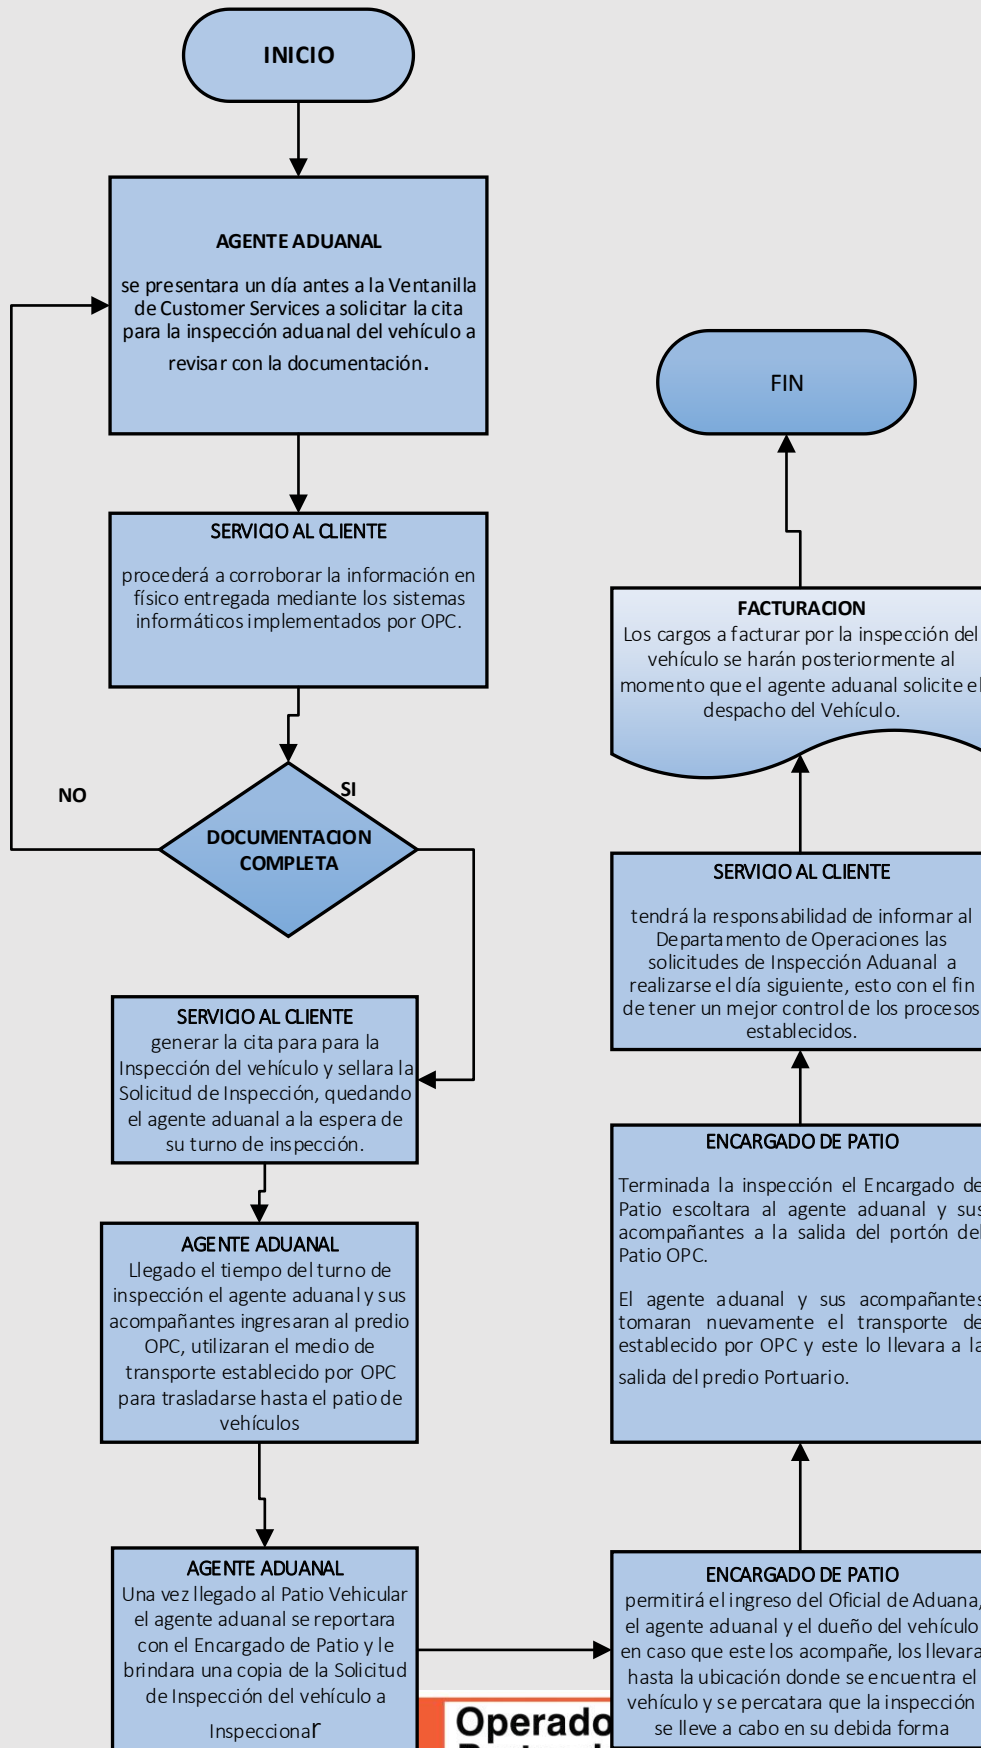 INICIO
AGENTE ADUANAL
se presentara un día antes a la Ventanilla
de Customer Services a solicitar la cita
para la inspección aduanal del vehículo a
revisar con la documentación.
SERVICIO AL CLIENTE
procederá a corroborar la información en
físico entregada mediante los sistemas
informáticos implementados por OPC.
NO
SI
DOCUMENTACION
COMPLETA
SERVICIO AL CLIENTE
generar la cita para para la
Inspección del vehículo y sellara la
Solicitud de Inspección, quedando
el agente aduanal a la espera de
su turno de inspección.
AGENTE ADUANAL
Llegado el tiempo del turno de
inspección el agente aduanal y sus
acompañantes ingresaran al predio
OPC, utilizaran el medio de
transporte establecido por OPC
para trasladarse hasta el patio de
vehículos
AGENTE ADUANAL
Una vez llegado al Patio Vehicular
el agente aduanal se reportara
con el Encargado de Patio y le
brindara una copia de la Solicitud
de Inspección del vehículo a
Inspeccionar
ENCARGADO DE PATIO
permitirá el ingreso del Oficial de Aduana,
el agente aduanal y el dueño del vehículo
en caso que este los acompañe, los llevara
hasta la ubicación donde se encuentra el
vehículo y se percatara que la inspección
se lleve a cabo en su debida forma
ENCARGADO DE PATIO
Terminada la inspección el Encargado de
Patio escoltara al agente aduanal y sus
acompañantes a la salida del portón del
Patio OPC.
El agente aduanal y sus acompañantes
tomaran nuevamente el transporte de
establecido por OPC y este lo llevara a la
salida del predio Portuario.
SERVICIO AL CLIENTE
tendrá la responsabilidad de informar al
Departamento de Operaciones las
solicitudes de Inspección Aduanal a
realizarse el día siguiente, esto con el fin
de tener un mejor control de los procesos
establecidos.
FACTURACION
Los cargos a facturar por la inspección del
vehículo se harán posteriormente al
momento que el agente aduanal solicite el
despacho del Vehículo.
FIN
Operado